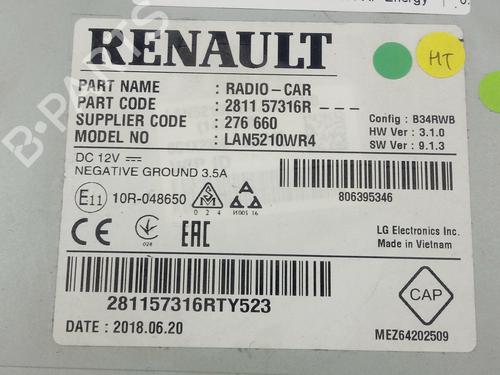 RENAULT
HT
PART NAME : RADIO-CAR
PART CODE : 2811 57316R ---
SUPPLIER CODE : 276 660
MODEL NO : LAN5210WR4
Config : B34RWB
HW Ver : 3.1.0
SW Ver : 9.1.3
DC 12V
NEGATIVE GROUND 3.5A
806395346
E11 10R-048650
024
028
CE
EAC
LG Electronics Inc.
Made in Vietnam
281157316RTY523
CAP
DATE : 2018.06.20
MEZ64202509
B-PARTS